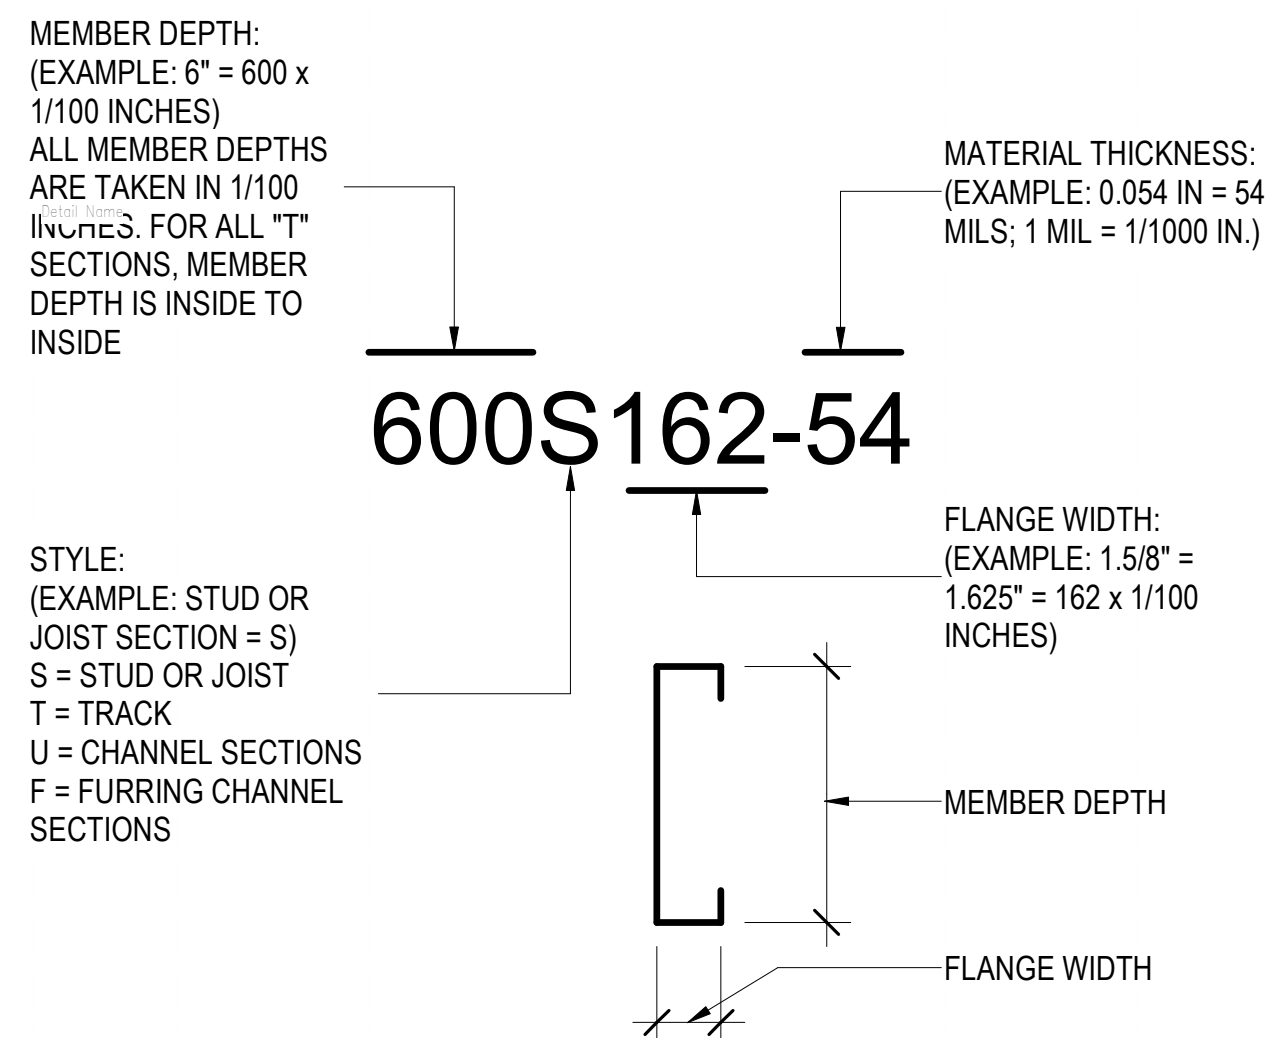 MEMBER DEPTH:
(EXAMPLE: 6" = 600 x
1/100 INCHES)
ALL MEMBER DEPTHS
ARE TAKEN IN 1/100
Detail Name
INCHES. FOR ALL "T"
SECTIONS, MEMBER
DEPTH IS INSIDE TO
INSIDE
MATERIAL THICKNESS:
(EXAMPLE: 0.054 IN = 54
MILS; 1 MIL = 1/1000 IN.)
600S162-54
STYLE:
(EXAMPLE: STUD OR
JOIST SECTION = S)
S = STUD OR JOIST
T = TRACK
U = CHANNEL SECTIONS
F = FURRING CHANNEL
SECTIONS
FLANGE WIDTH:
(EXAMPLE: 1.5/8" =
1.625" = 162 x 1/100
INCHES)
MEMBER DEPTH
FLANGE WIDTH